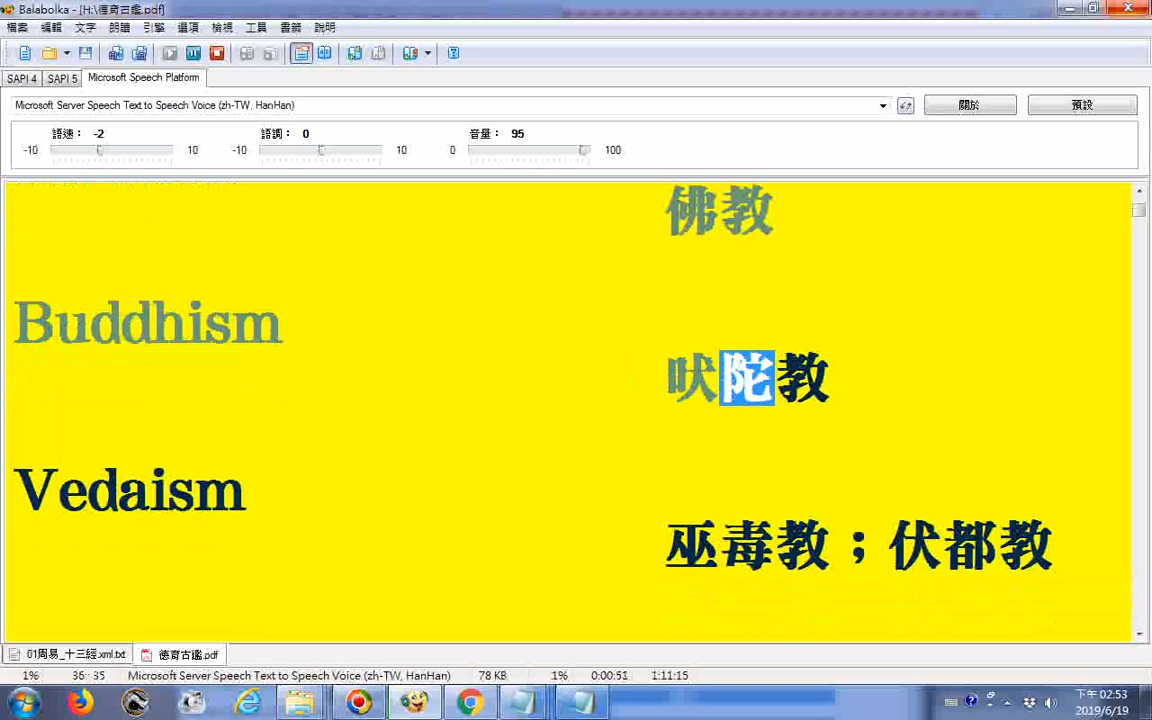 Balabolka - [H:\德育古鑑.pdf]
檔案 編輯 文字 朗讀 引擎 選項 檢視 工具 書籤 說明
SAPI 4 SAPI 5 Microsoft Speech Platform
Microsoft Server Speech Text to Speech Voice (zh-TW, HanHan) 關於 預設
語速： -2 語調： 0 音量： 95
-10 10 -10 10 0 100
佛教
Buddhism
吠陀教
Vedaism
巫毒教；伏都教
01周易_十三經.xml.txt 德育古鑑.pdf
1% 36: 35 Microsoft Server Speech Text to Speech Voice (zh-TW, HanHan) 78 KB 1% 0:00:51 1:11:15
下午 02:53
2019/6/19